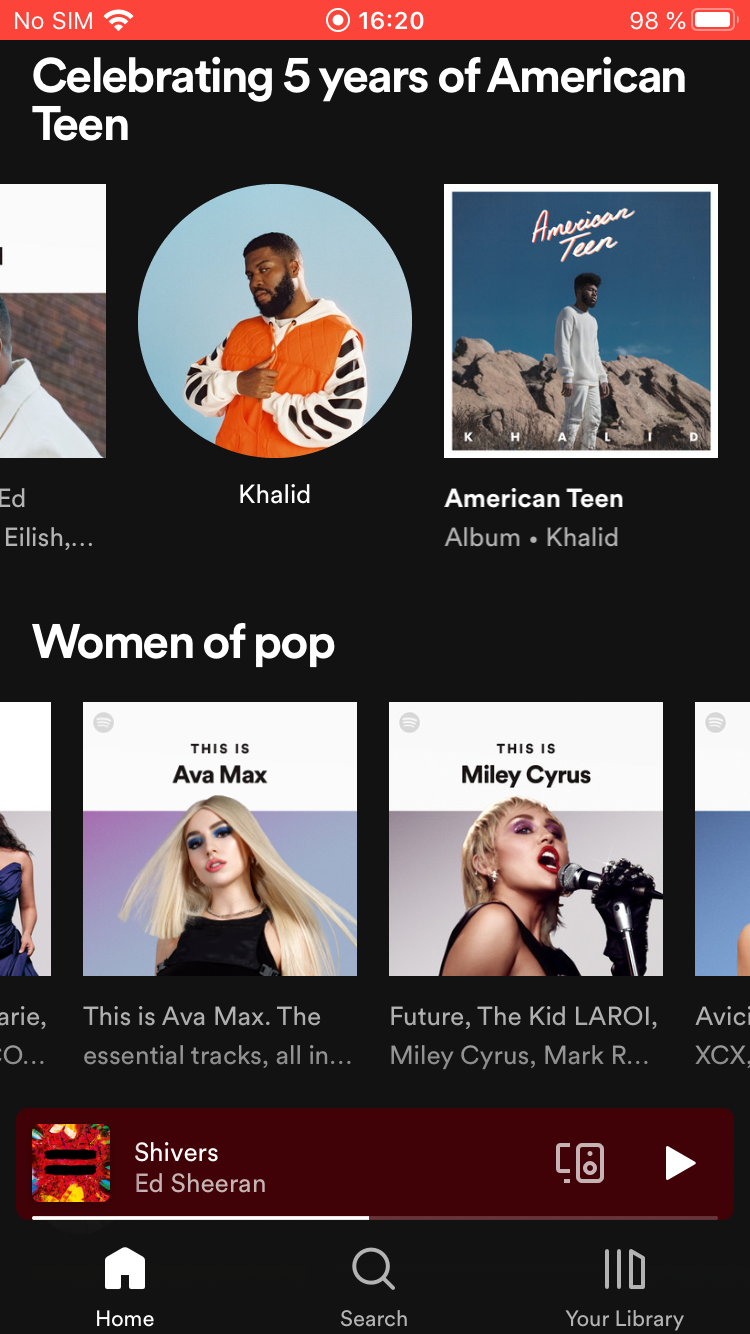 No SIM 16:20 98 %
Celebrating 5 years of American
Teen
American
Teen
K H A L I D
Ed
Eilish,...
Khalid
American Teen
Album • Khalid
Women of pop
THIS IS
Ava Max
THIS IS
Miley Cyrus
arie,
O...
This is Ava Max. The
essential tracks, all in...
Future, The Kid LAROI,
Miley Cyrus, Mark R...
Avici
XCX,
Shivers
Ed Sheeran
Home
Search
Your Library